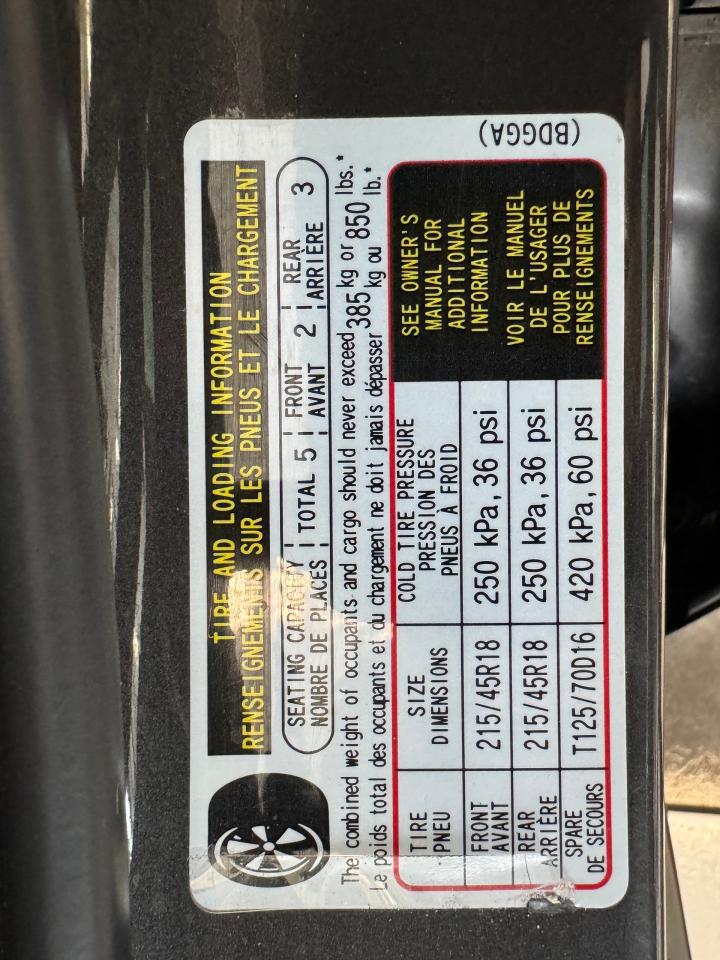 TIRE AND LOADING INFORMATION
RENSEIGNEMENTS SUR LES PNEUS ET LE CHARGEMENT
SEATING CAPACITY | TOTAL 5 | FRONT 2 | REAR 3
NOMBRE DE PLACES | AVANT | ARRIÈRE
The combined weight of occupants and cargo should never exceed 385 kg or 850 lbs.*
Le poids total des occupants et du chargement ne doit jamais dépasser kg ou lb.*
TIRE SIZE COLD TIRE PRESSURE
PNEU DIMENSIONS PRESSION DES
PNEUS À FROID
FRONT 215/45R18 250 kPa, 36 psi
AVANT
REAR 215/45R18 250 kPa, 36 psi
ARRIÈRE
SPARE T125/70D16 420 kPa, 60 psi
DE SECOURS
SEE OWNER'S
MANUAL FOR
ADDITIONAL
INFORMATION
VOIR LE MANUEL
DE L'USAGER
POUR PLUS DE
RENSEIGNEMENTS
(BDGGA)